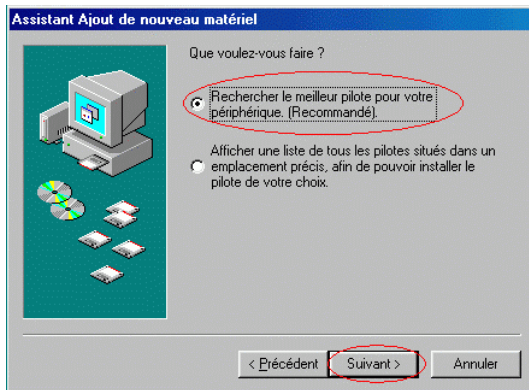 Assistant Ajout de nouveau matériel
Que voulez-vous faire ?
Rechercher le meilleur pilote pour votre
périphérique. (Recommandé).
Afficher une liste de tous les pilotes situés dans un
emplacement précis, afin de pouvoir installer le
pilote de votre choix.
< Précédent
Suivant >
Annuler